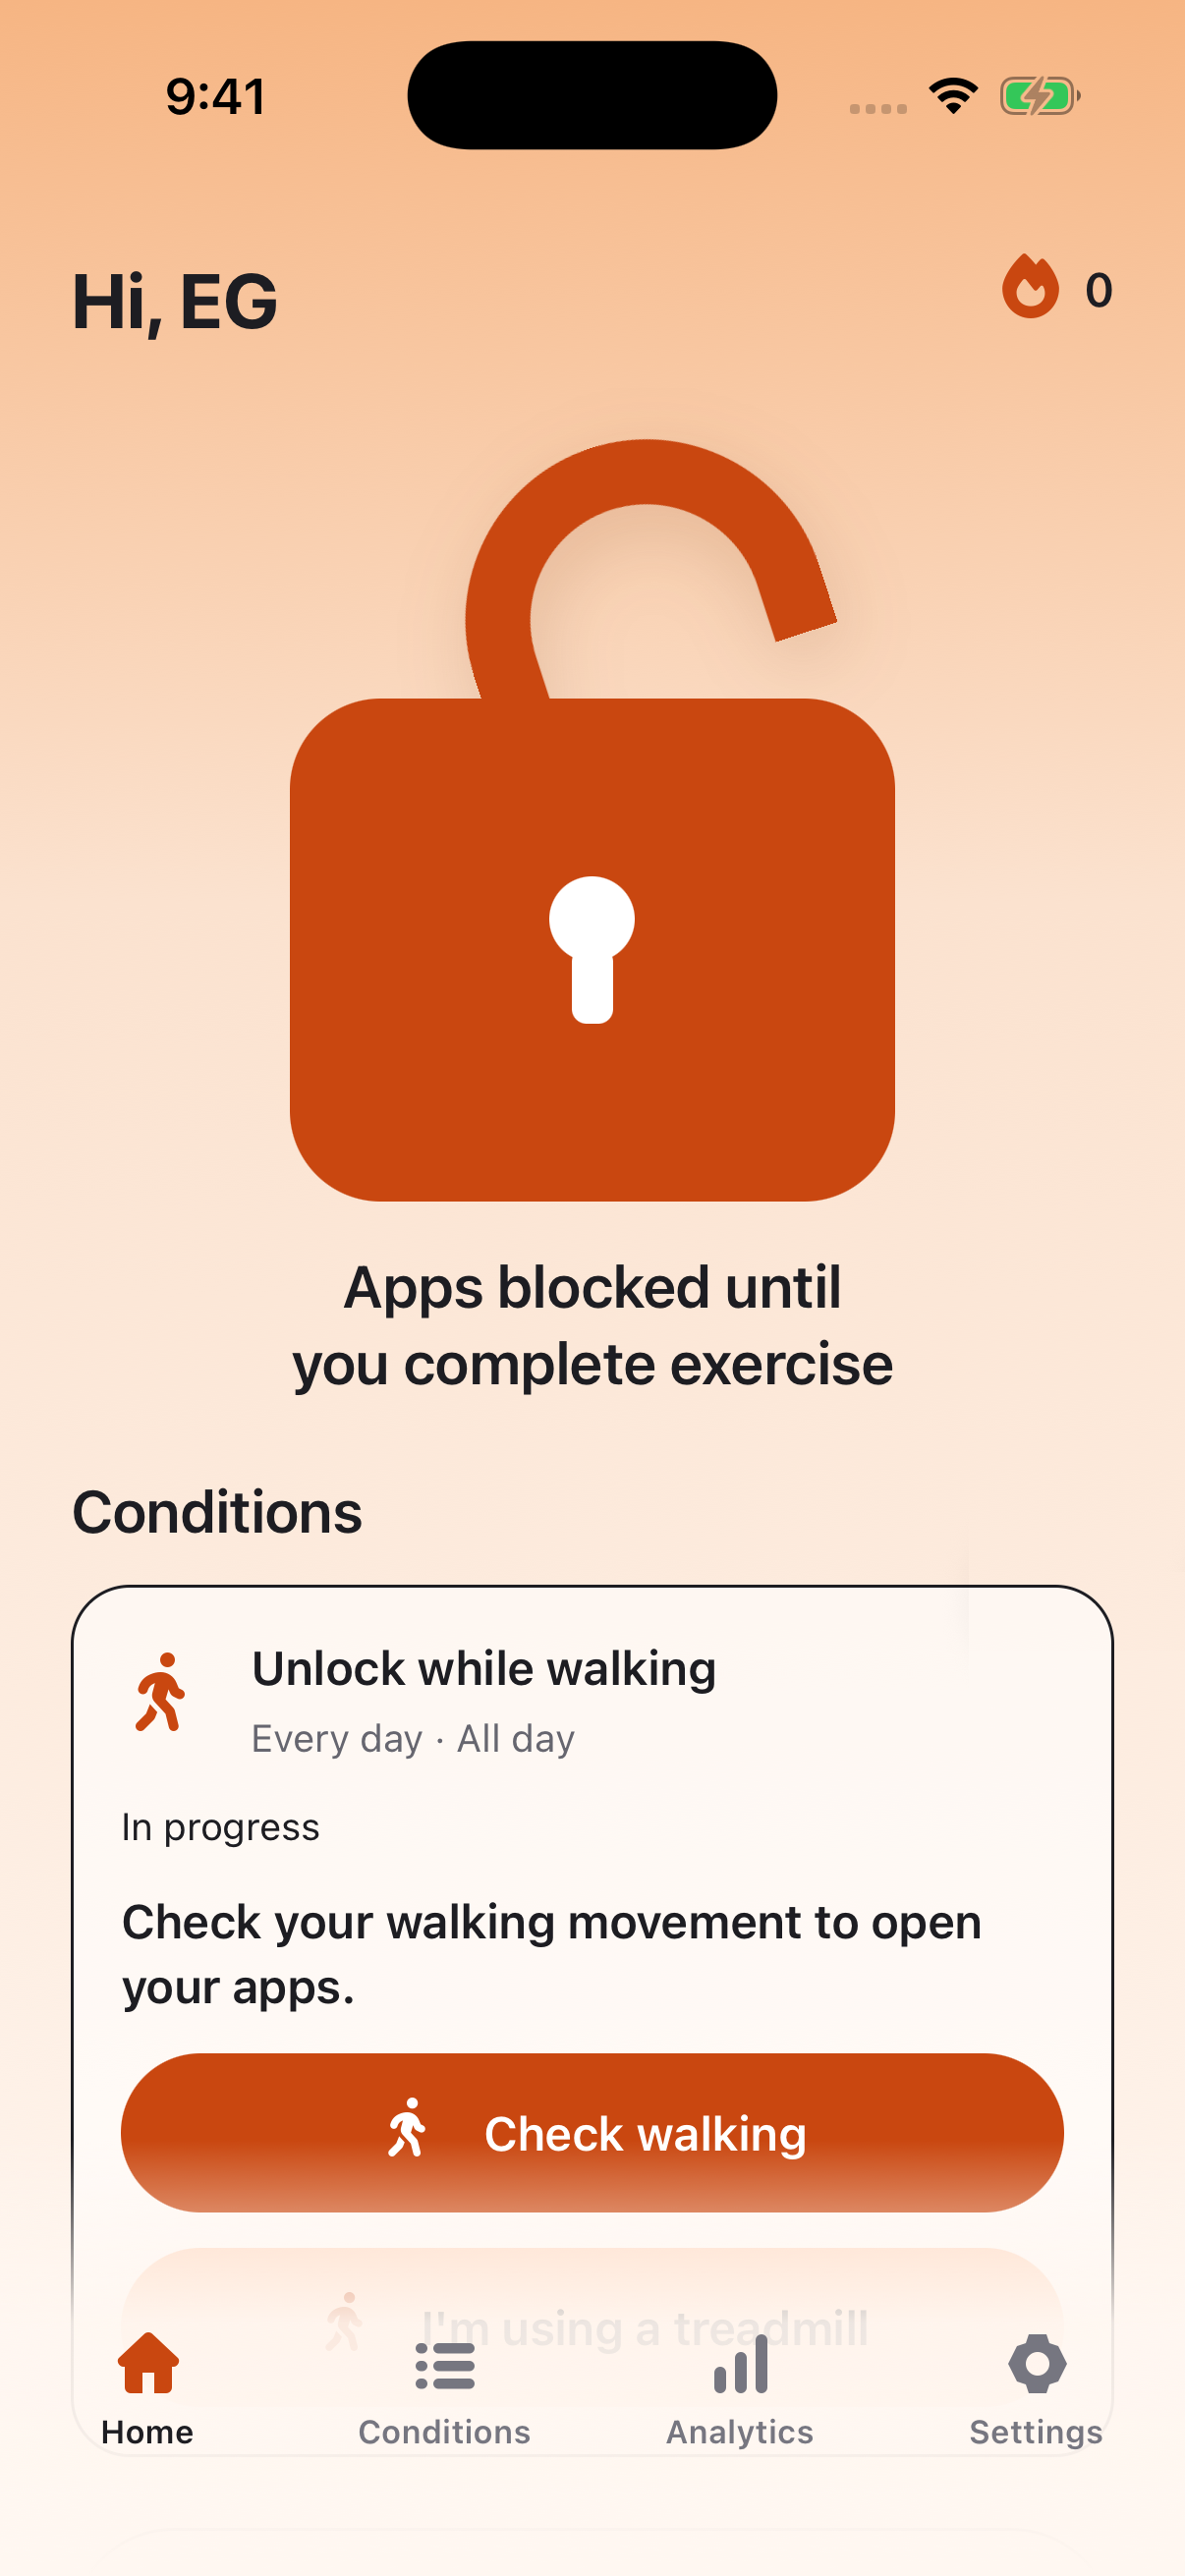 9:41
Hi, EG
0
Apps blocked until
you complete exercise
Conditions
Unlock while walking
Every day · All day
In progress
Check your walking movement to open
your apps.
Check walking
I'm using a treadmill
Home
Conditions
Analytics
Settings